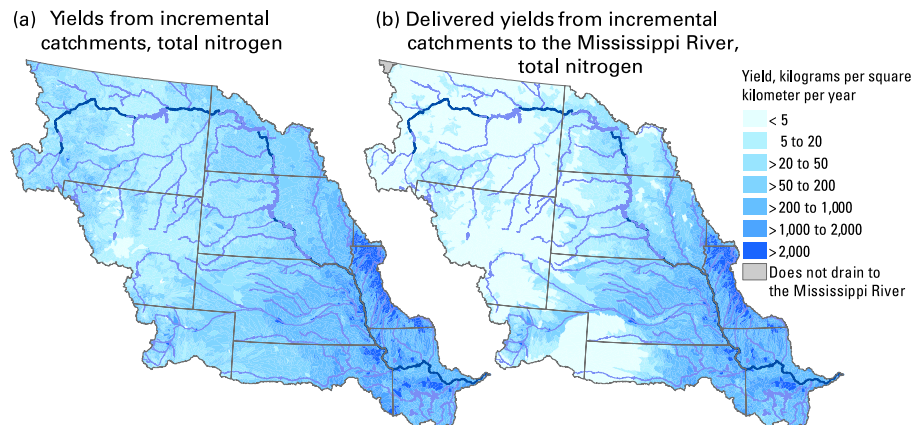 (a) Yields from incremental
catchments, total nitrogen
(b) Delivered yields from incremental
catchments to the Mississippi River,
total nitrogen
Yield, kilograms per square
kilometer per year
< 5
5 to 20
>20 to 50
>50 to 200
>200 to 1,000
>1,000 to 2,000
>2,000
Does not drain to
the Mississippi River